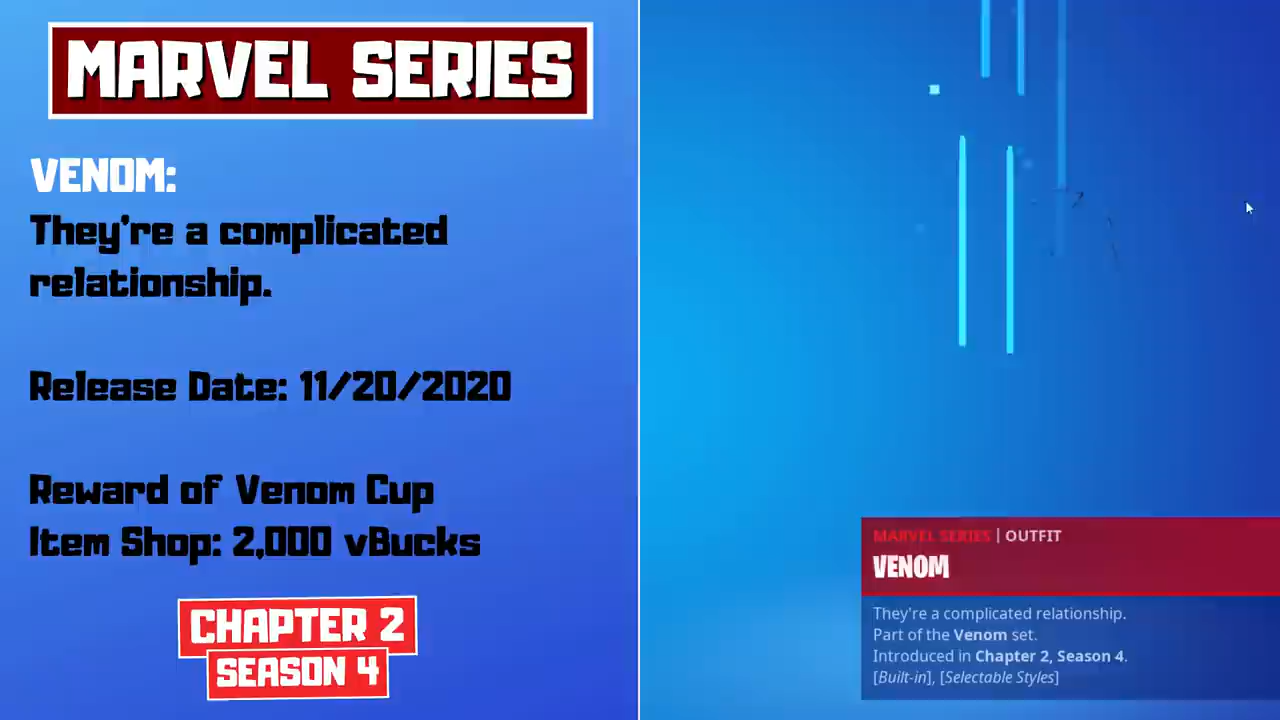 MARVEL SERIES
VENOM:
They're a complicated
relationship.
Release Date: 11/20/2020
Reward of Venom Cup
Item Shop: 2,000 vBucks
CHAPTER 2
SEASON 4
MARVEL SERIES | OUTFIT
VENOM
They're a complicated relationship.
Part of the Venom set.
Introduced in Chapter 2, Season 4.
[Built-in], [Selectable Styles]